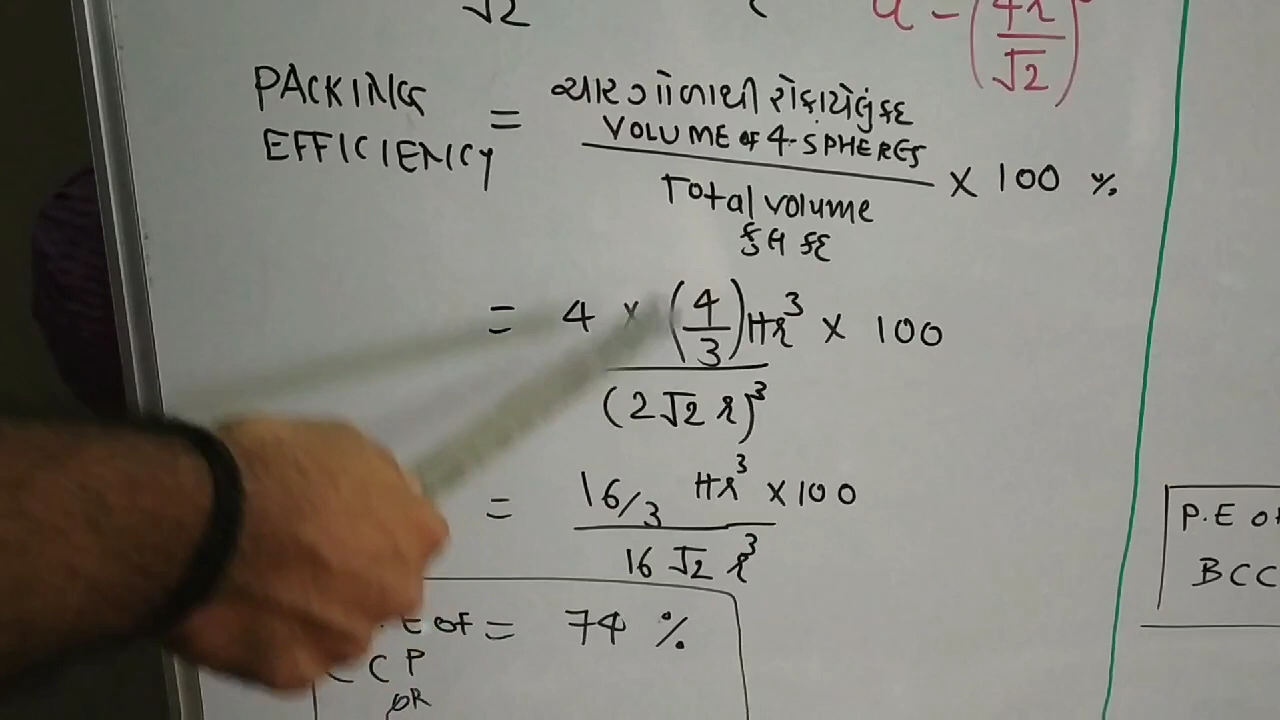 √2
a - (4r/√2)
PACKING EFFICIENCY = ચાર ગોળાથી રોકાયેલું કદ
VOLUME OF 4-SPHERES / Total volume × 100 %
કુલ કદ
= 4 × (4/3)πr³ × 100
(2√2 r)³
= 16/3 πr³ × 100
16√2 r³
E of = 74 %
CCP
OR
P.E of
BCC